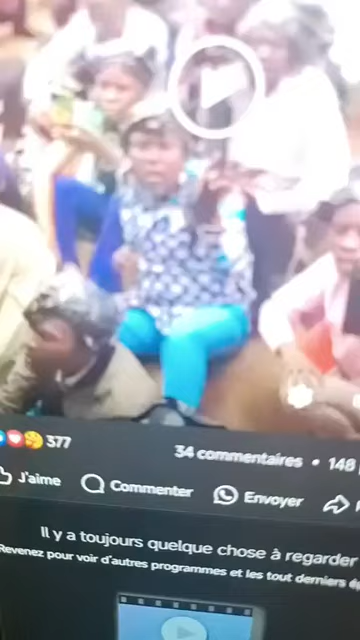 377
34 commentaires • 148
J'aime Commenter Envoyer
Il y a toujours quelque chose à regarder
Revenez pour voir d'autres programmes et les tout derniers